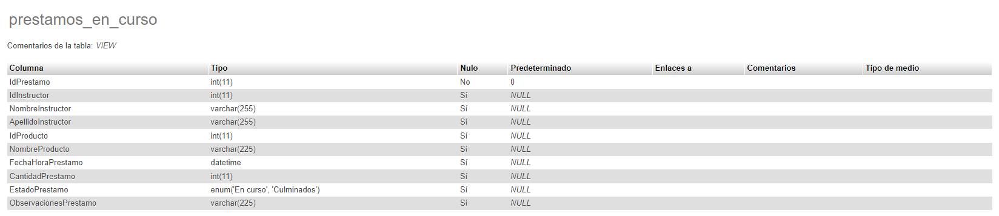 prestamos_en_curso
Comentarios de la tabla: VIEW
Columna Tipo Nulo Predeterminado Enlaces a Comentarios Tipo de medio
IdPrestamo int(11) No 0
IdInstructor int(11) Sí NULL
NombreInstructor varchar(255) Sí NULL
ApellidoInstructor varchar(255) Sí NULL
IdProducto int(11) Sí NULL
NombreProducto varchar(225) Sí NULL
FechaHoraPrestamo datetime Sí NULL
CantidadPrestamo int(11) Sí NULL
EstadoPrestamo enum('En curso', 'Culminados') Sí NULL
ObservacionesPrestamo varchar(225) Sí NULL